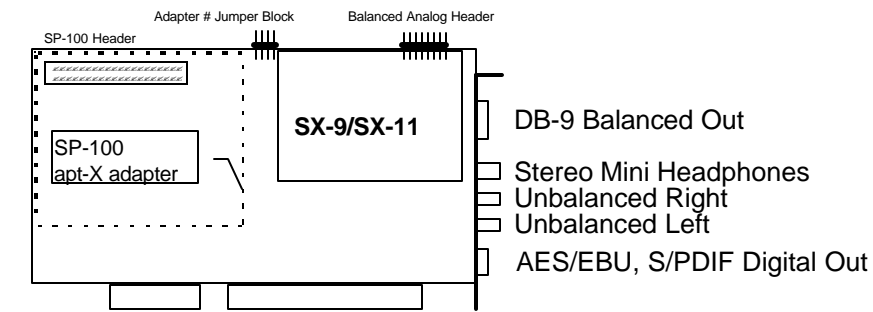 Adapter # Jumper Block
Balanced Analog Header
SP-100 Header
SX-9/SX-11
SP-100
apt-X adapter
DB-9 Balanced Out
Stereo Mini Headphones
Unbalanced Right
Unbalanced Left
AES/EBU, S/PDIF Digital Out